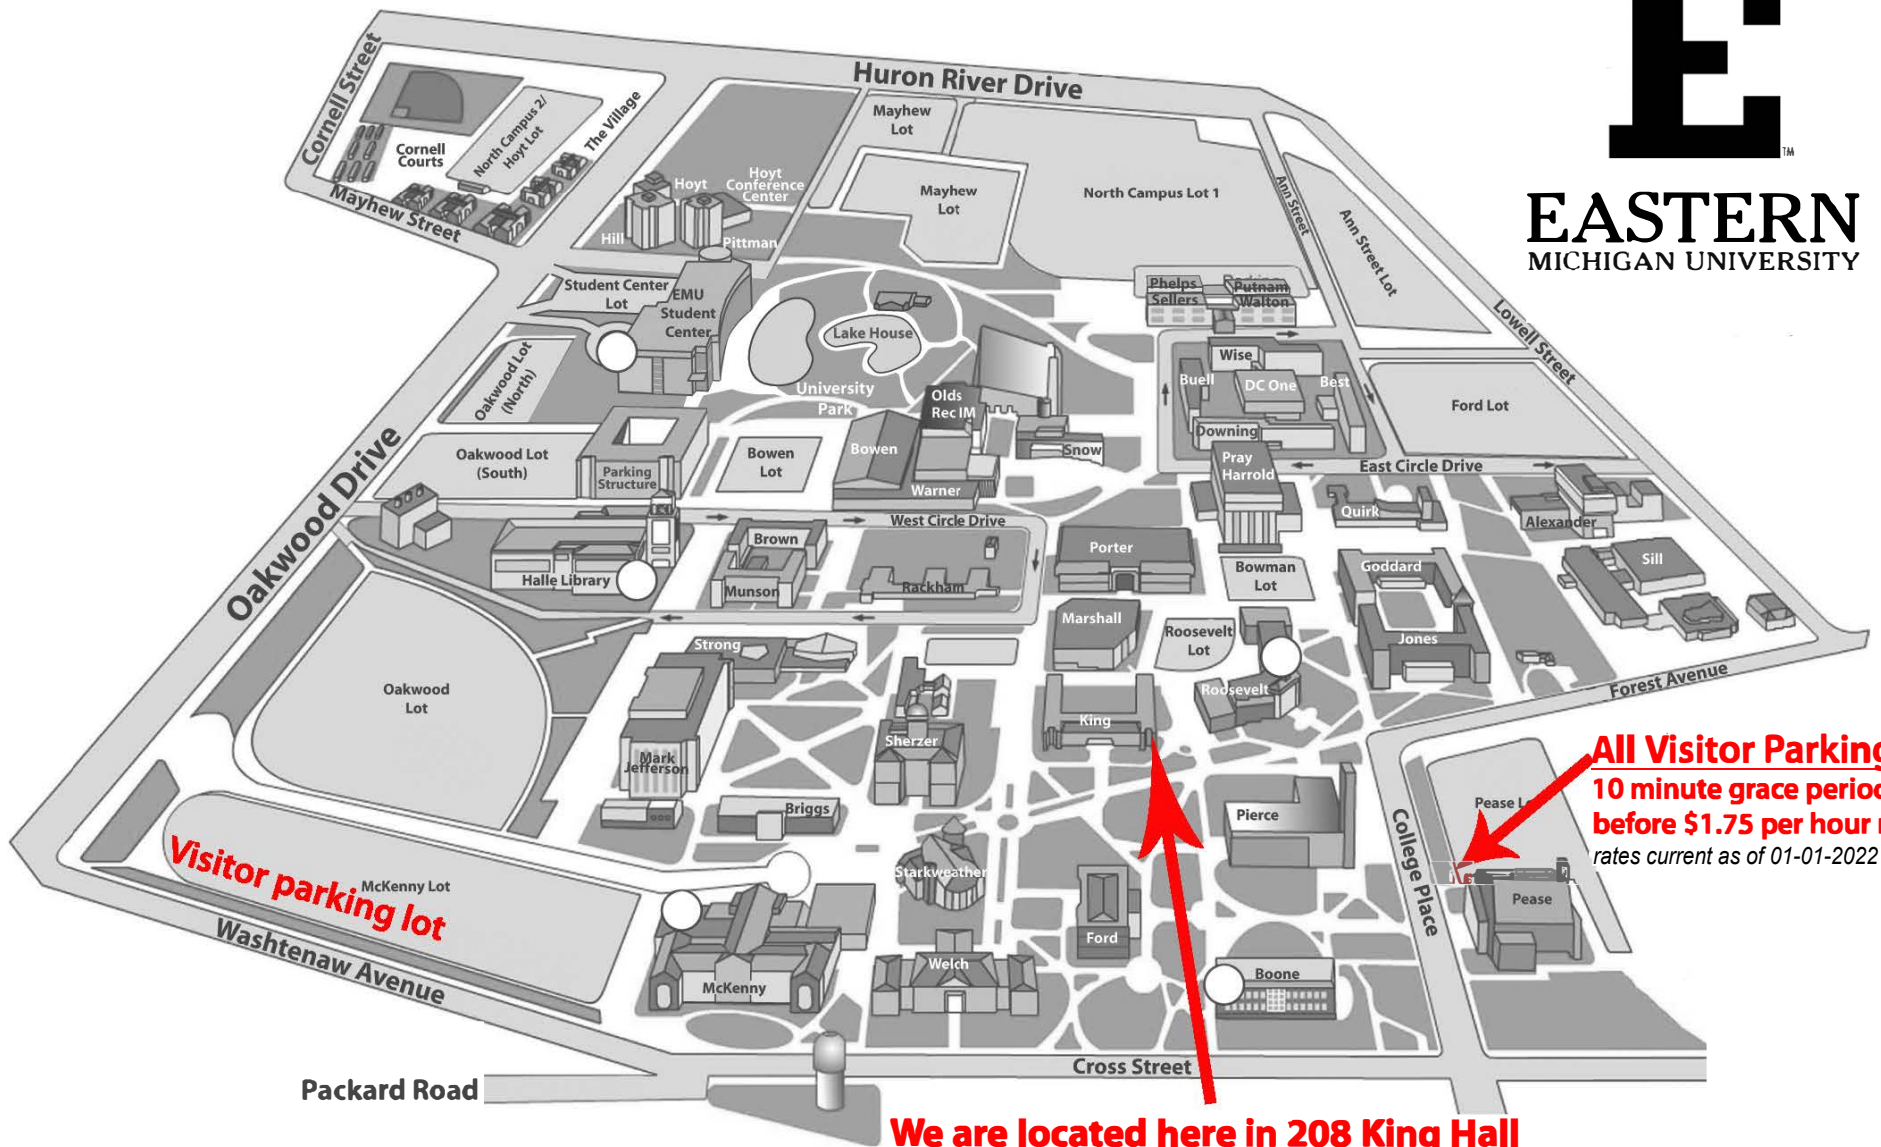 Huron River Drive
E
TM
EASTERN
MICHIGAN UNIVERSITY
Cornell Street
Cornell
Courts
North Campus 2/
Hoyt Lot
The Village
Mayhew Street
Mayhew
Lot
Hoyt
Hoyt
Conference
Center
Hill
Pittman
Mayhew
Lot
North Campus Lot 1
Ann Street
Ann Street Lot
Lowell Street
Student Center
Lot
EMU
Student
Center
Lake House
Phelps
Putnam
Sellers
Walton
Oakwood Lot
(North)
University
Park
Olds
Rec IM
Wise
Buell
DC One
Best
Downing
Ford Lot
Oakwood Drive
Oakwood Lot
(South)
Parking
Structure
Bowen
Lot
Bowen
Warner
Snow
Pray
Harrold
East Circle Drive
Quirk
Alexander
West Circle Drive
Brown
Munson
Rackham
Halle Library
Porter
Bowman
Lot
Goddard
Jones
Sill
Marshall
Roosevelt
Lot
Roosevelt
Forest Avenue
Strong
Oakwood
Lot
Mark
Jefferson
Sherzer
King
Briggs
Pierce
College Place
Pease
All Visitor Parking
10 minute grace period
before $1.75 per hour
rates current as of 01-01-2022
Visitor parking lot
McKenny Lot
Starkweather
Ford
Pease
Washtenaw Avenue
McKenny
Welch
Boone
Cross Street
Packard Road
We are located here in 208 King Hall